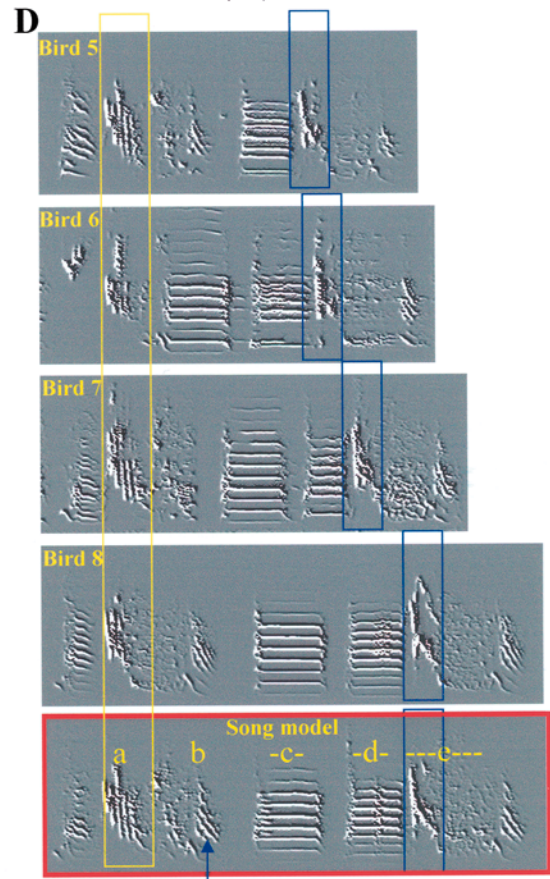 D
Bird 5
Bird 6
Bird 7
Bird 8
Song model
a b -c- -d- ---e---